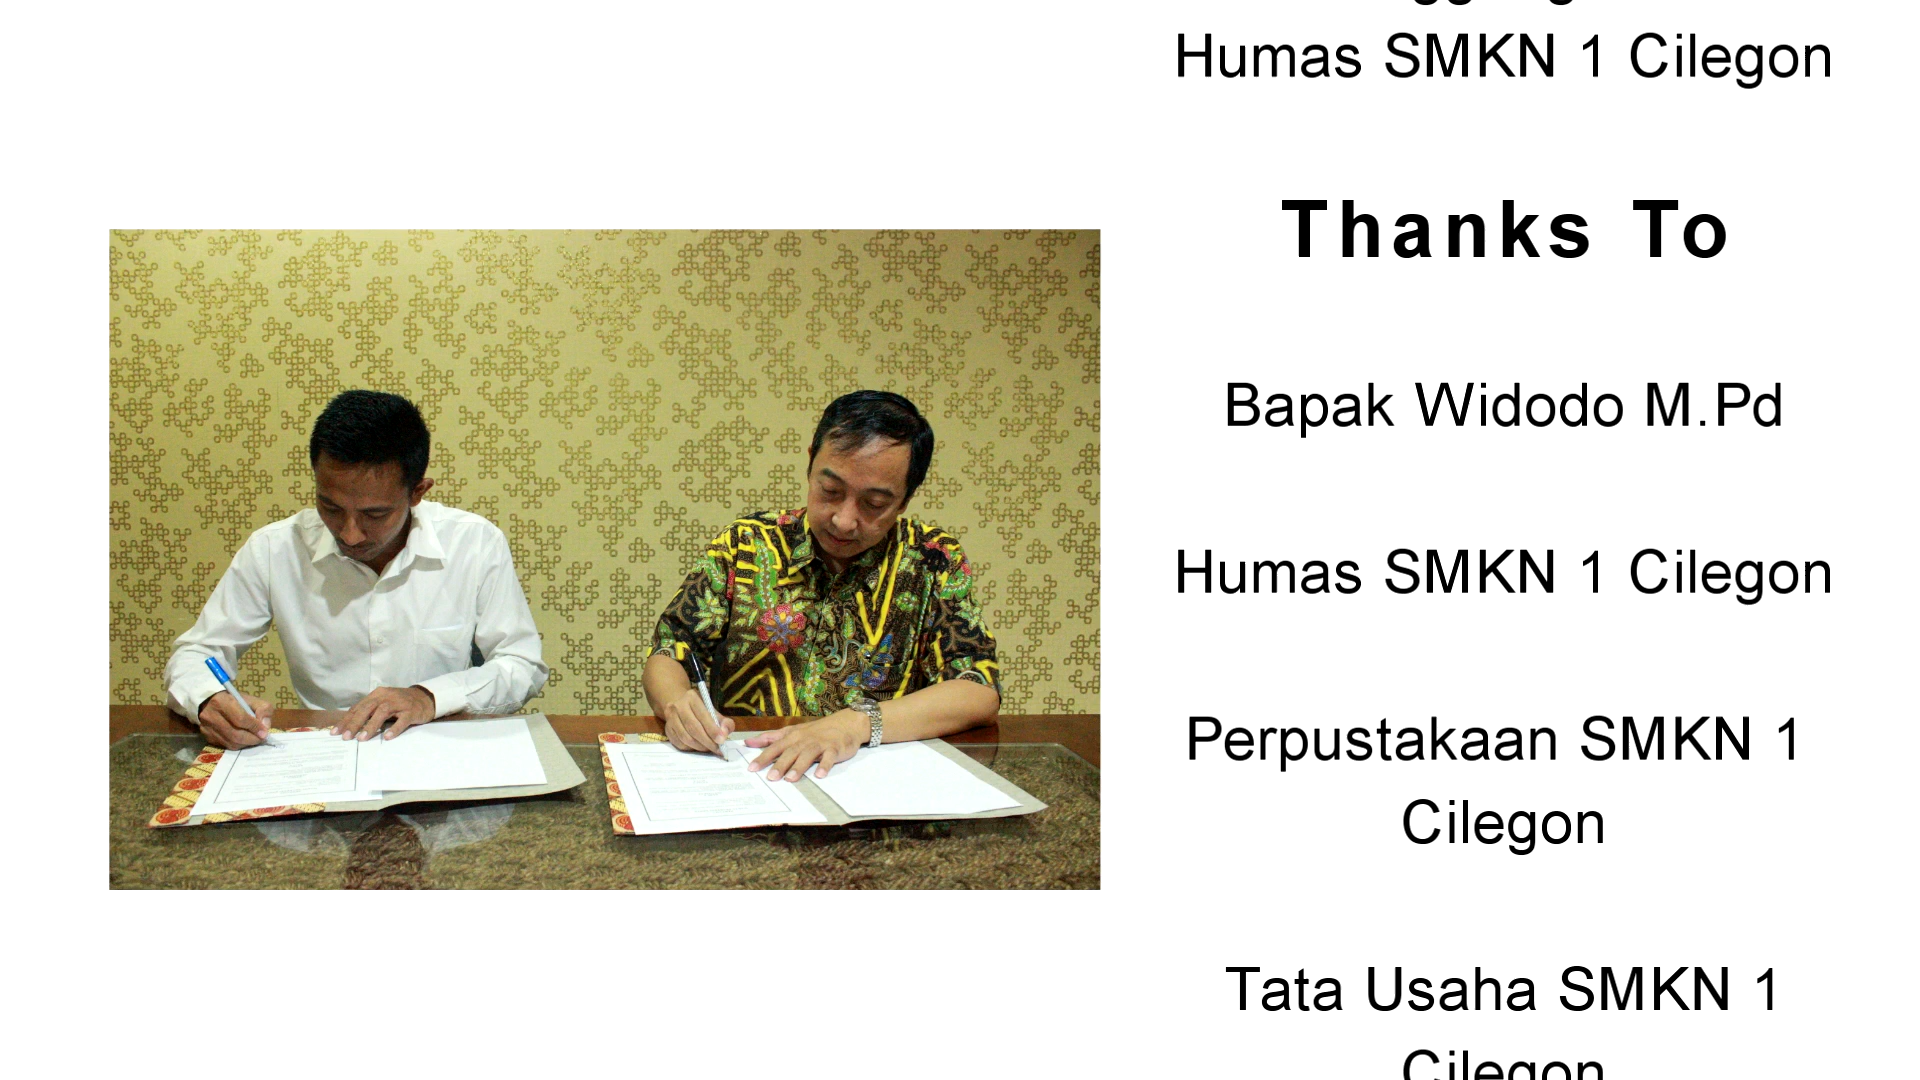 Humas SMKN 1 Cilegon
Thanks To
Bapak Widodo M.Pd
Humas SMKN 1 Cilegon
Perpustakaan SMKN 1
Cilegon
Tata Usaha SMKN 1
Cilegon